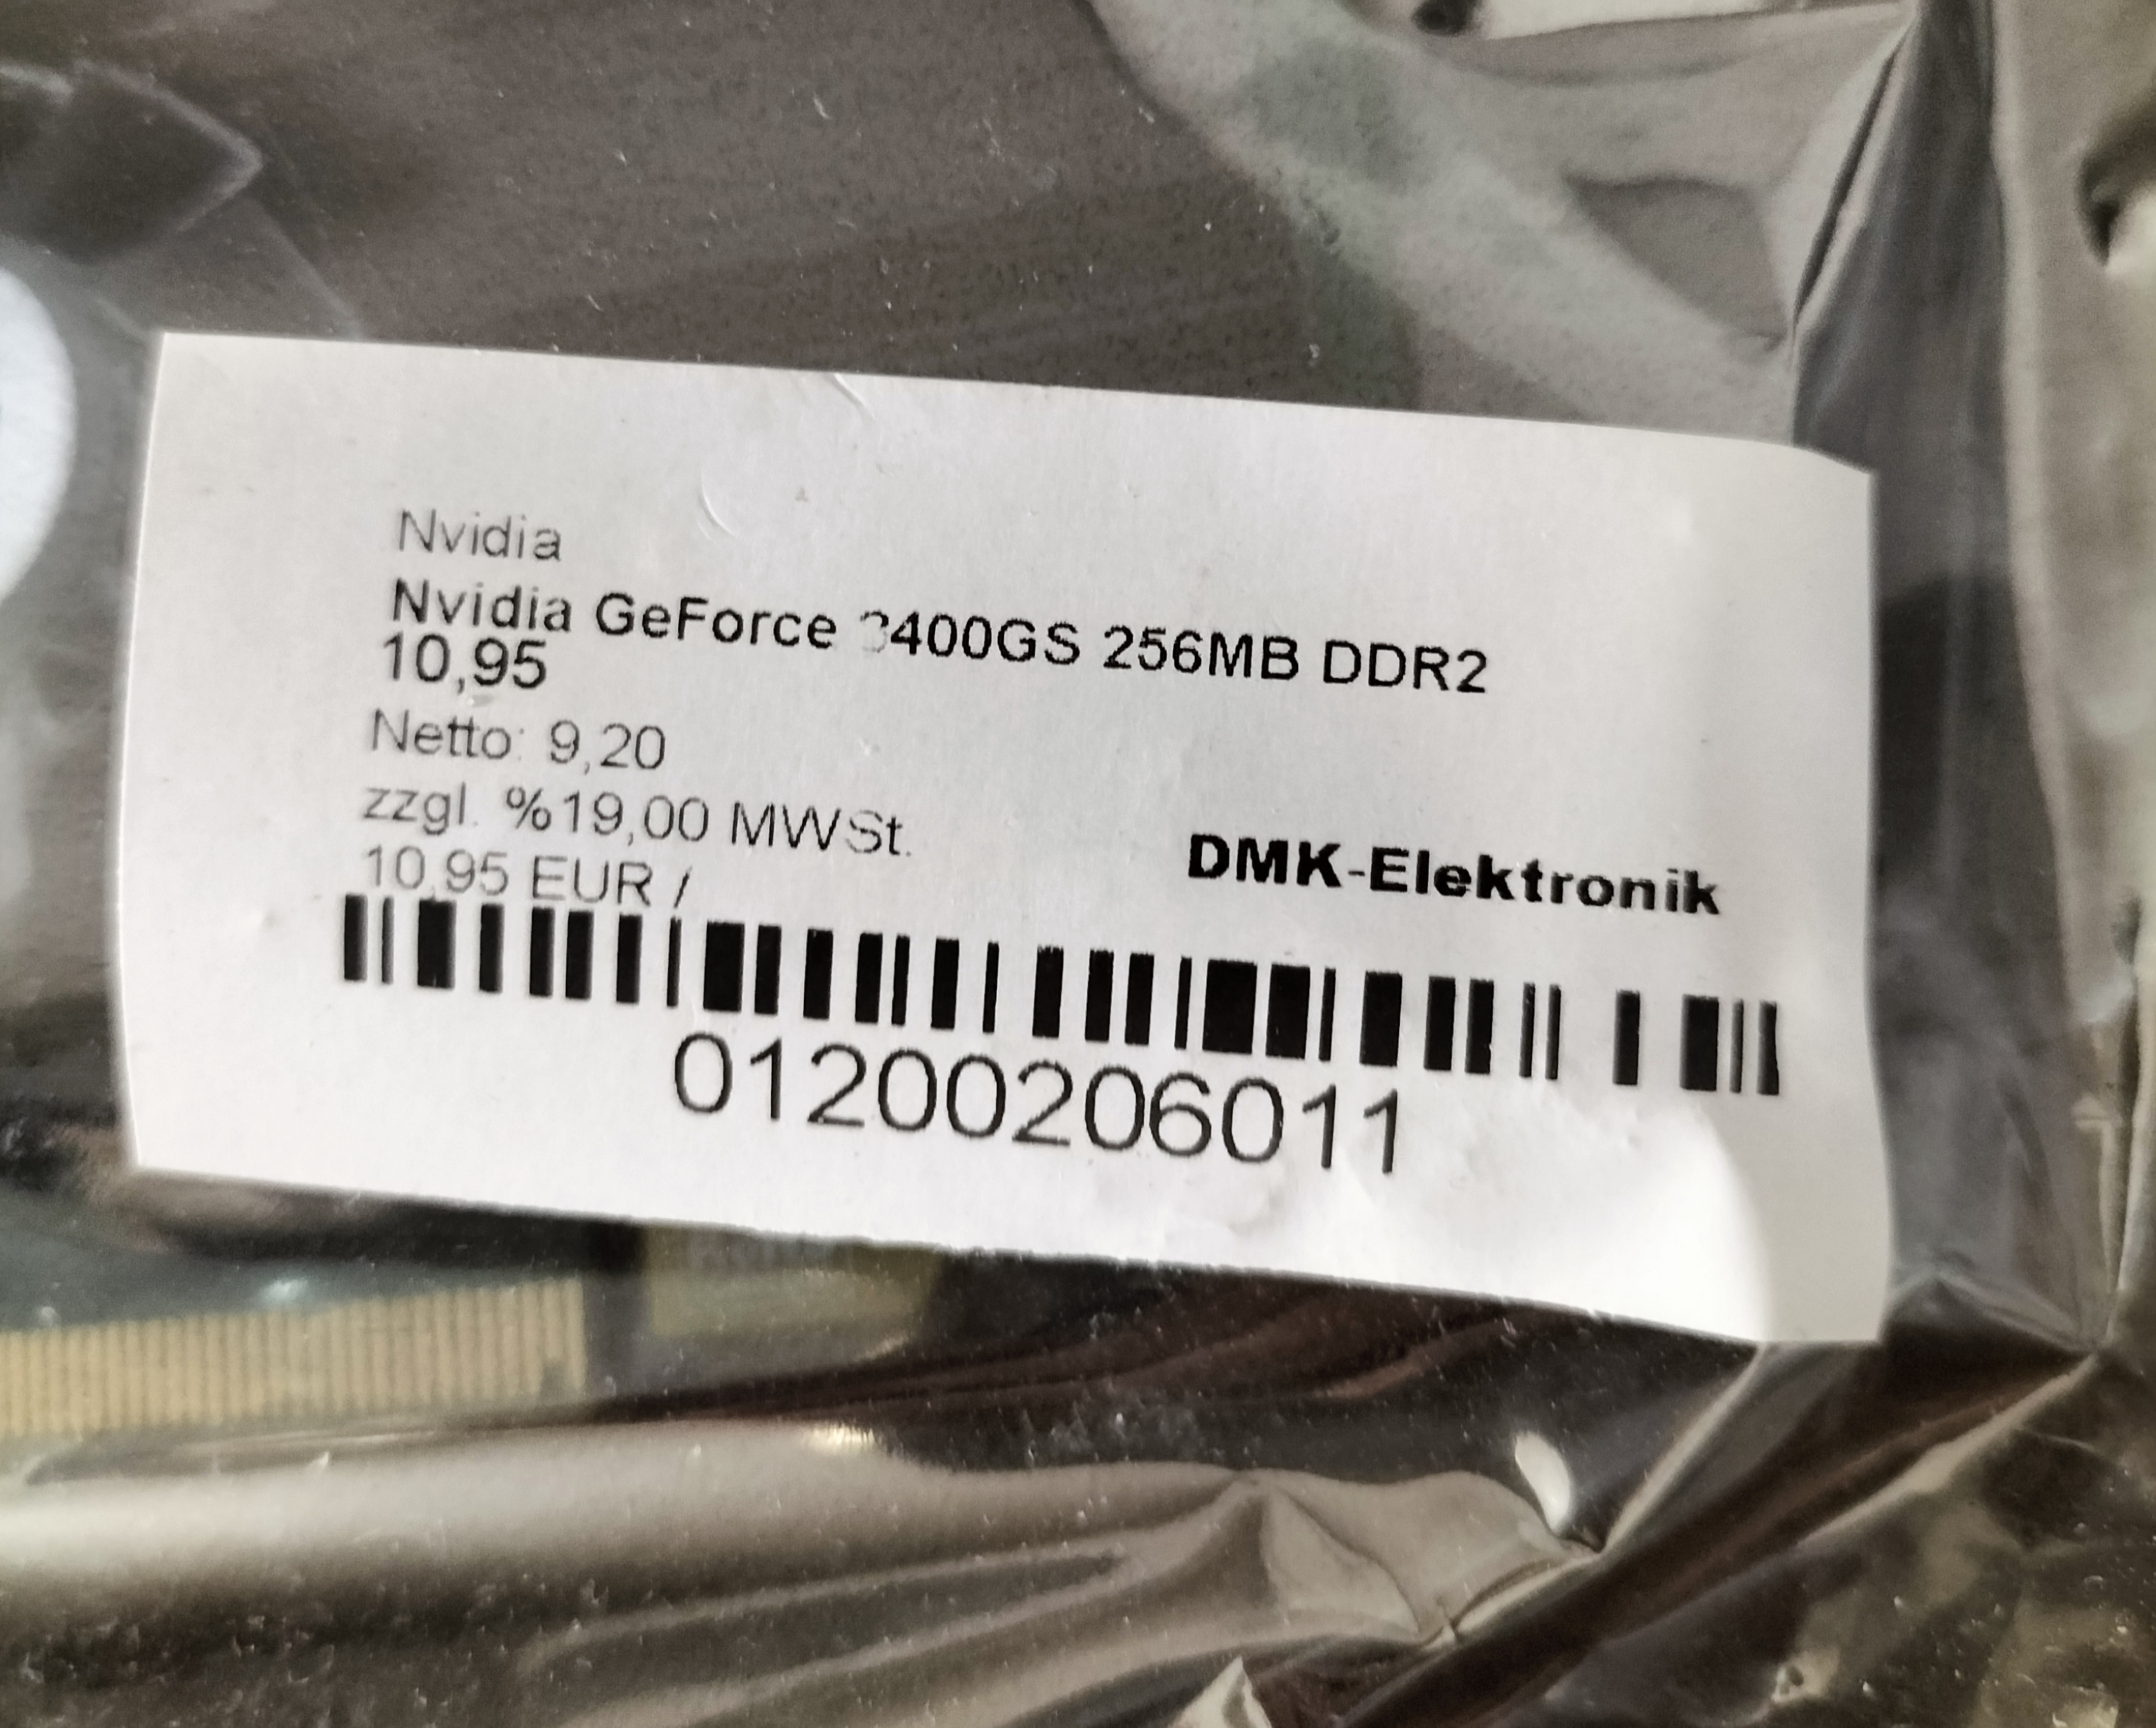 Nvidia
Nvidia GeForce 8400GS 256MB DDR2
10,95
Netto: 9,20
zzgl. %19,00 MWSt.
10,95 EUR /
DMK-Elektronik
01200206011